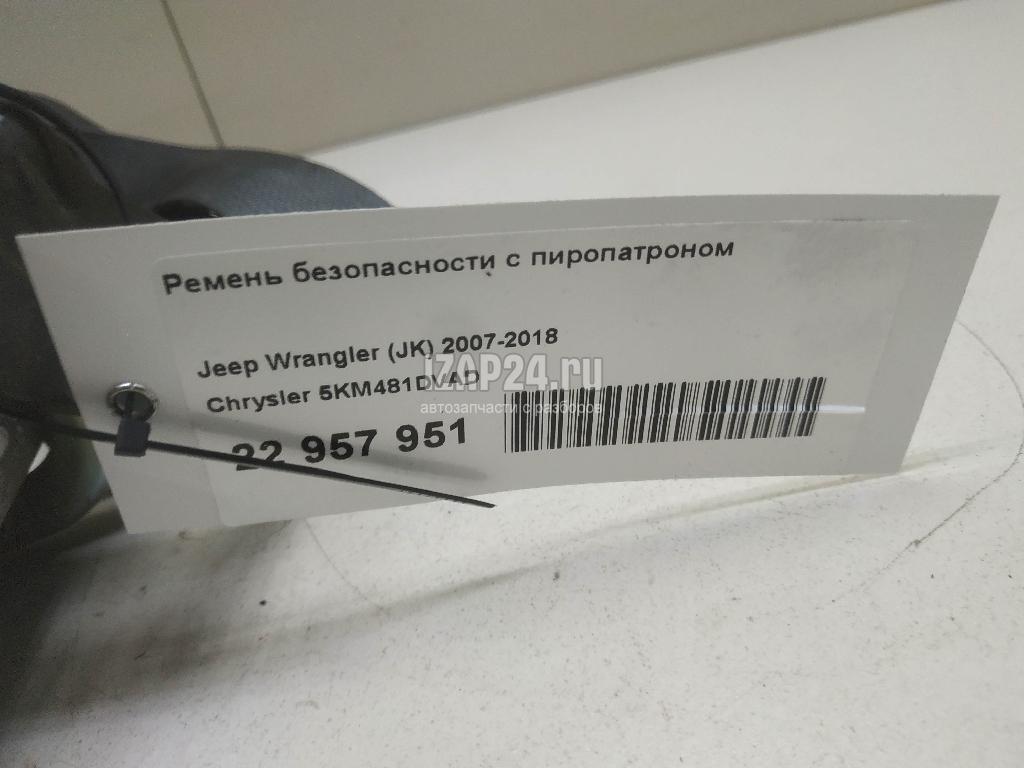 Ремень безопасности с пиропатроном
Jeep Wrangler (JK) 2007-2018
Chrysler 5KM481DVAD
22 957 951
IZAP24.ru
автозапчасти с разборов